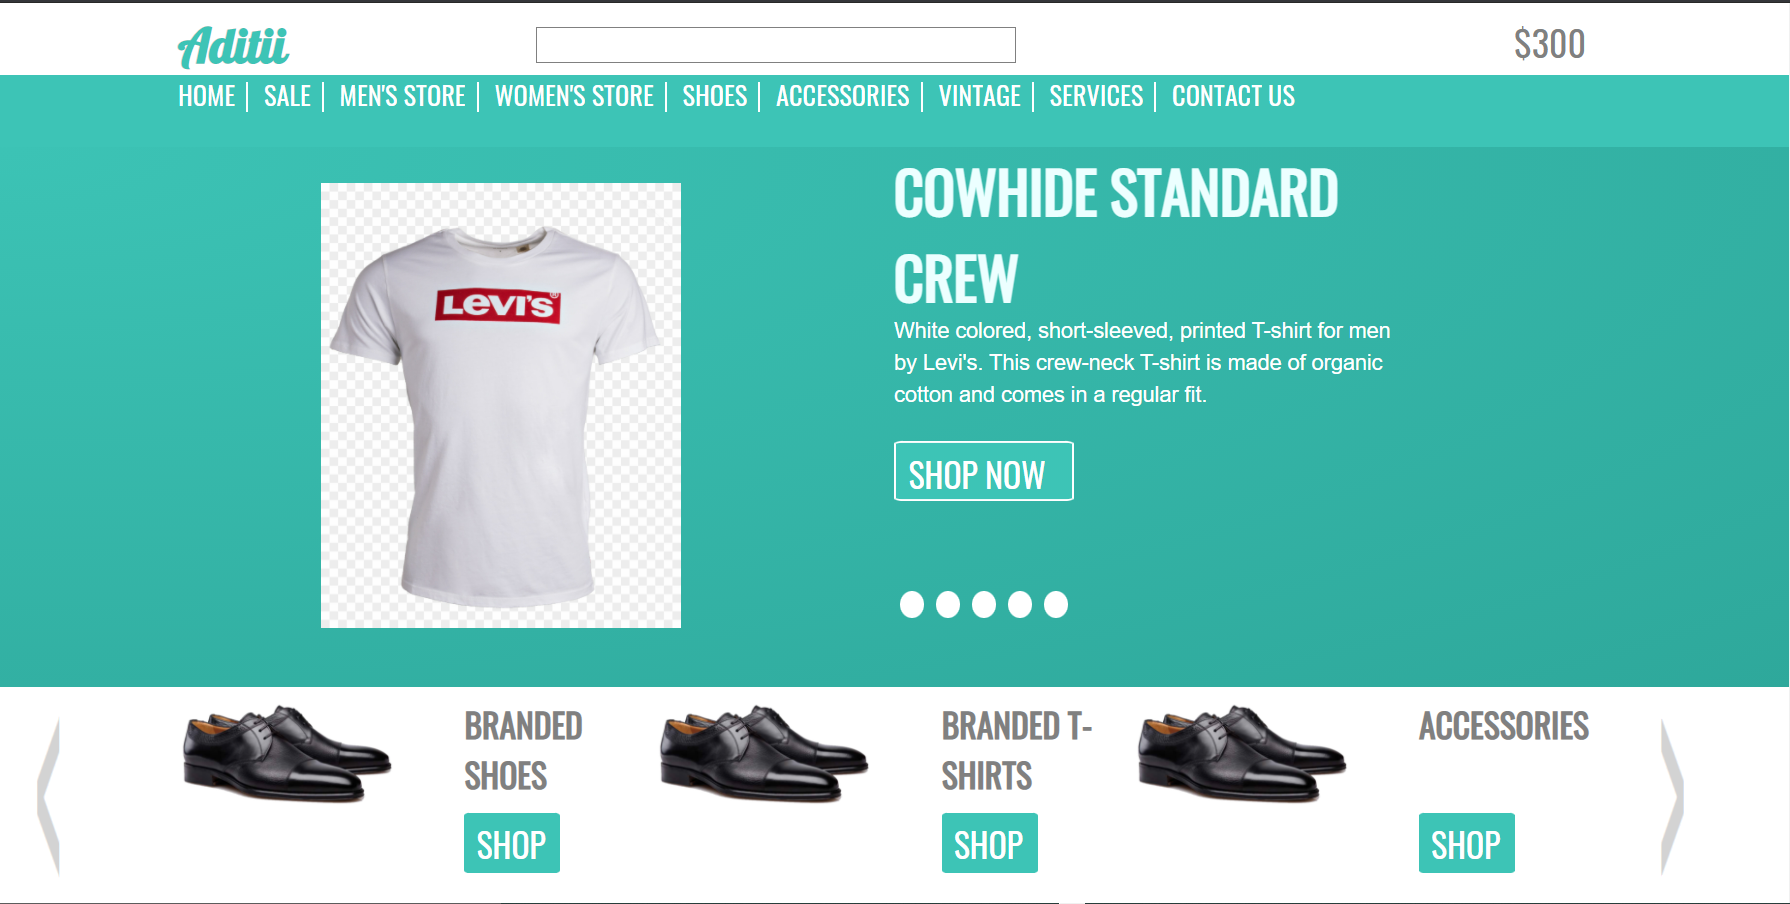 Aditii
$300
HOME SALE MEN'S STORE WOMEN'S STORE SHOES ACCESSORIES VINTAGE SERVICES CONTACT US
COWHIDE STANDARD
CREW
LEVI'S®
White colored, short-sleeved, printed T-shirt for men
by Levi's. This crew-neck T-shirt is made of organic
cotton and comes in a regular fit.
SHOP NOW
BRANDED
SHOES
SHOP
BRANDED T-
SHIRTS
SHOP
ACCESSORIES
SHOP